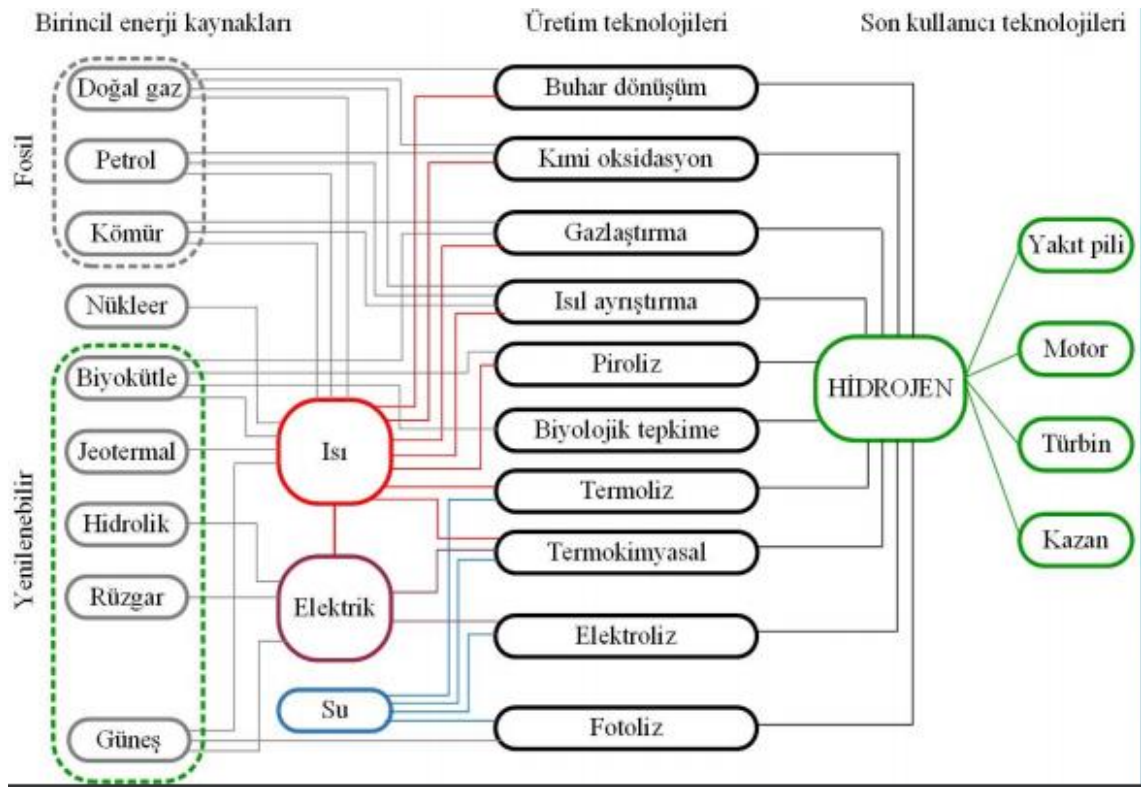 Birincil enerji kaynakları
Üretim teknolojileri
Son kullanıcı teknolojileri
Fosil
Doğal gaz
Petrol
Kömür
Nükleer
Yenilenebilir
Biyokütle
Jeotermal
Hidrolik
Rüzgar
Güneş
Isı
Elektrik
Su
Buhar dönüşüm
Kımi oksidasyon
Gazlaştırma
Isıl ayrıştırma
Piroliz
Biyolojik tepkime
Termoliz
Termokimyasal
Elektroliz
Fotoliz
HİDROJEN
Yakıt pili
Motor
Türbin
Kazan